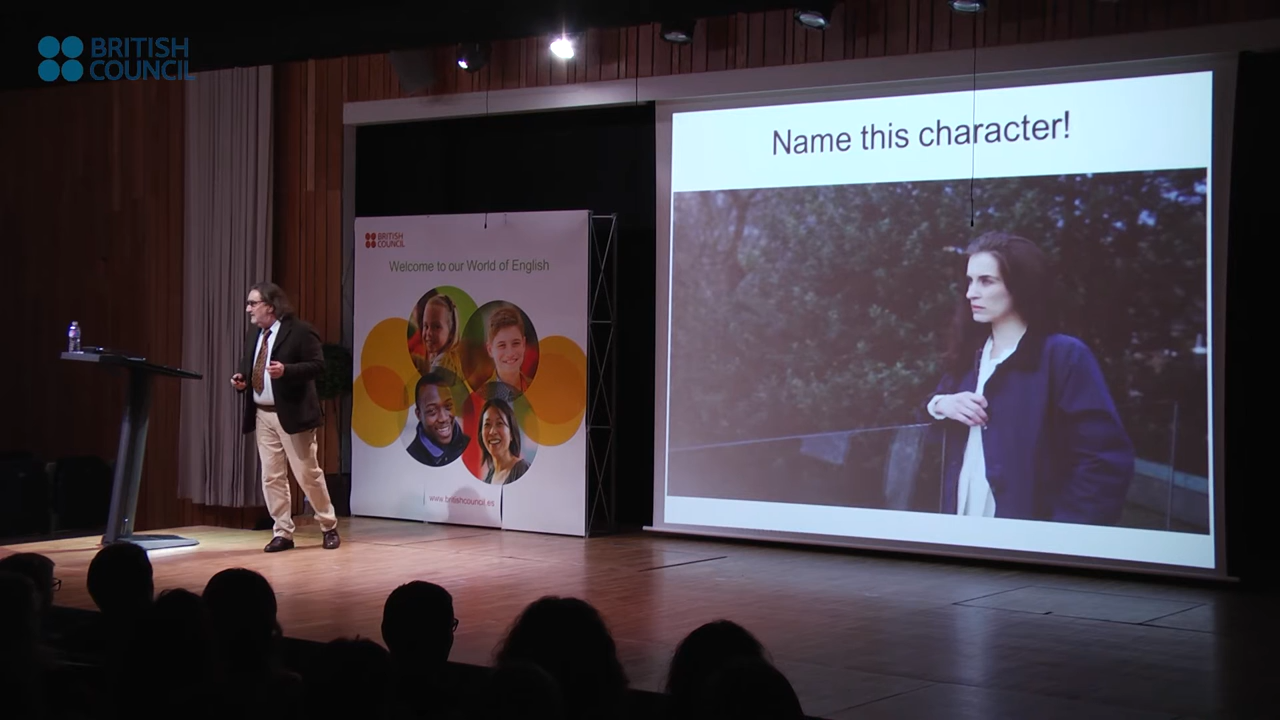 BRITISH
COUNCIL
Name this character!
BRITISH
COUNCIL
Welcome to our World of English
www.britishcouncil.es